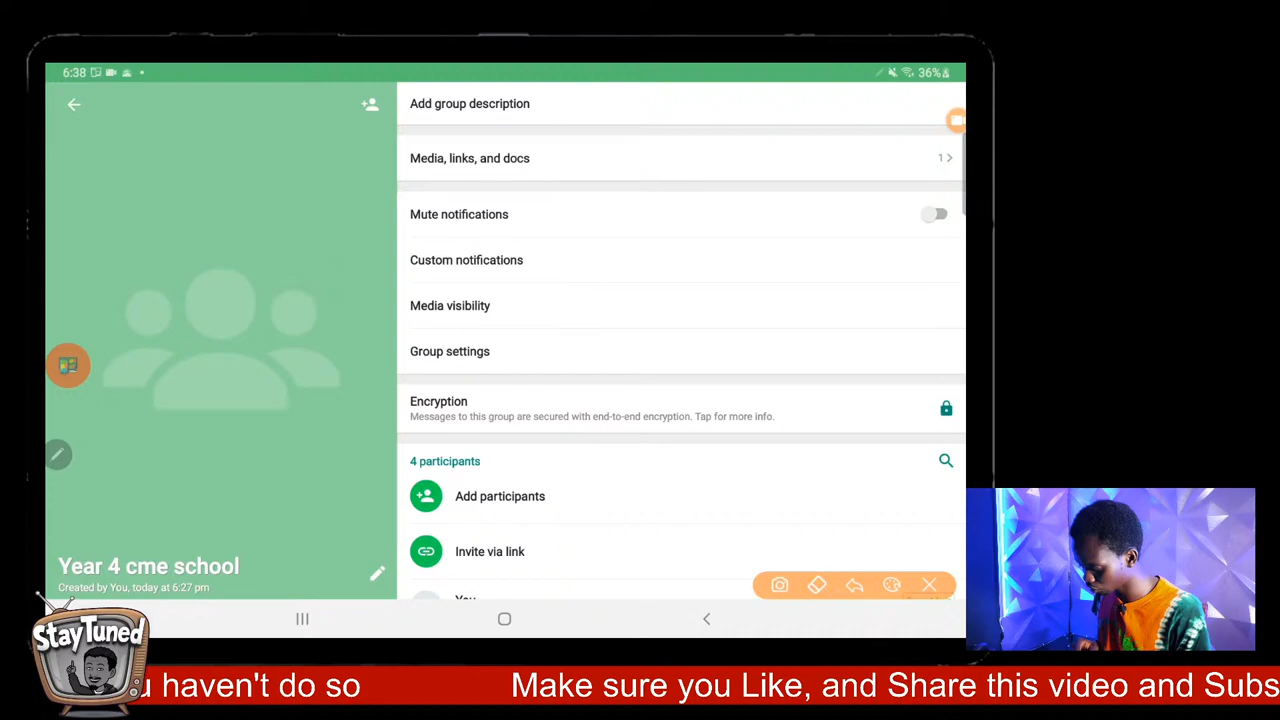 6:38
36%
Add group description
Media, links, and docs
1
Mute notifications
Custom notifications
Media visibility
Group settings
Encryption
Messages to this group are secured with end-to-end encryption. Tap for more info.
4 participants
Add participants
Invite via link
You
Year 4 cme school
Created by You, today at 6:27 pm
StayTuned
u haven't do so Make sure you Like, and Share this video and Subs